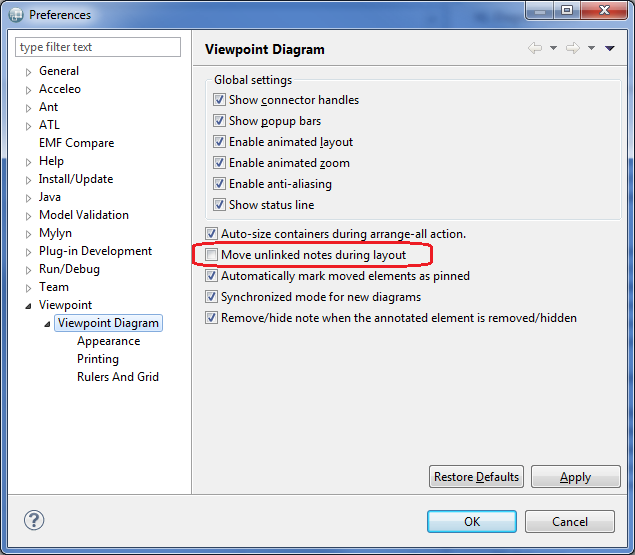 Preferences
type filter text
General
Acceleo
Ant
ATL
EMF Compare
Help
Install/Update
Java
Model Validation
Mylyn
Plug-in Development
Run/Debug
Team
Viewpoint
Viewpoint Diagram
Appearance
Printing
Rulers And Grid
Viewpoint Diagram
Global settings
Show connector handles
Show popup bars
Enable animated layout
Enable animated zoom
Enable anti-aliasing
Show status line
Auto-size containers during arrange-all action.
Move unlinked notes during layout
Automatically mark moved elements as pinned
Synchronized mode for new diagrams
Remove/hide note when the annotated element is removed/hidden
Restore Defaults
Apply
?
OK
Cancel